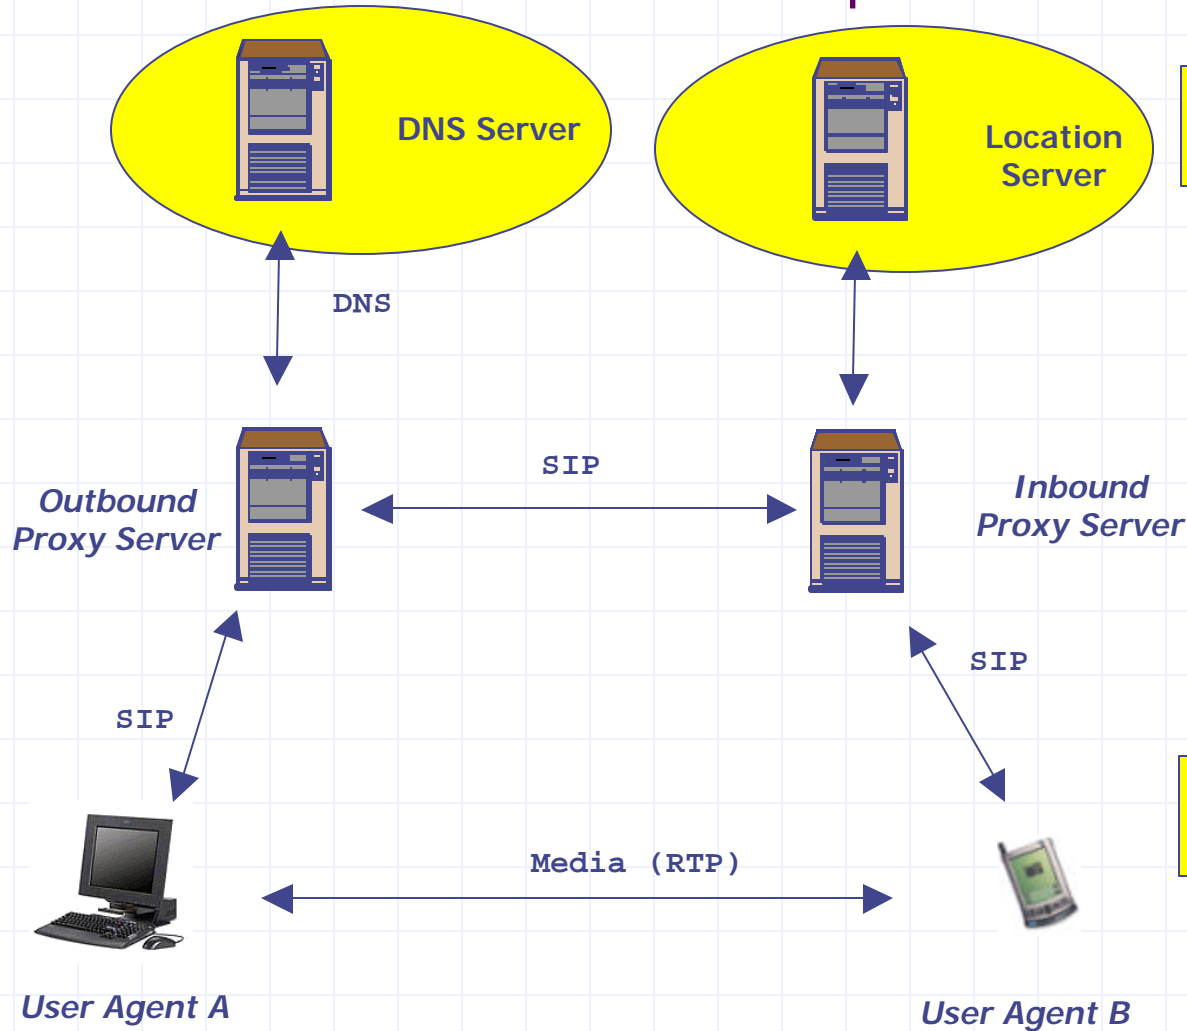 DNS Server
Location
Server
DNS
SIP
Outbound
Proxy Server
Inbound
Proxy Server
SIP
SIP
Media (RTP)
User Agent A
User Agent B